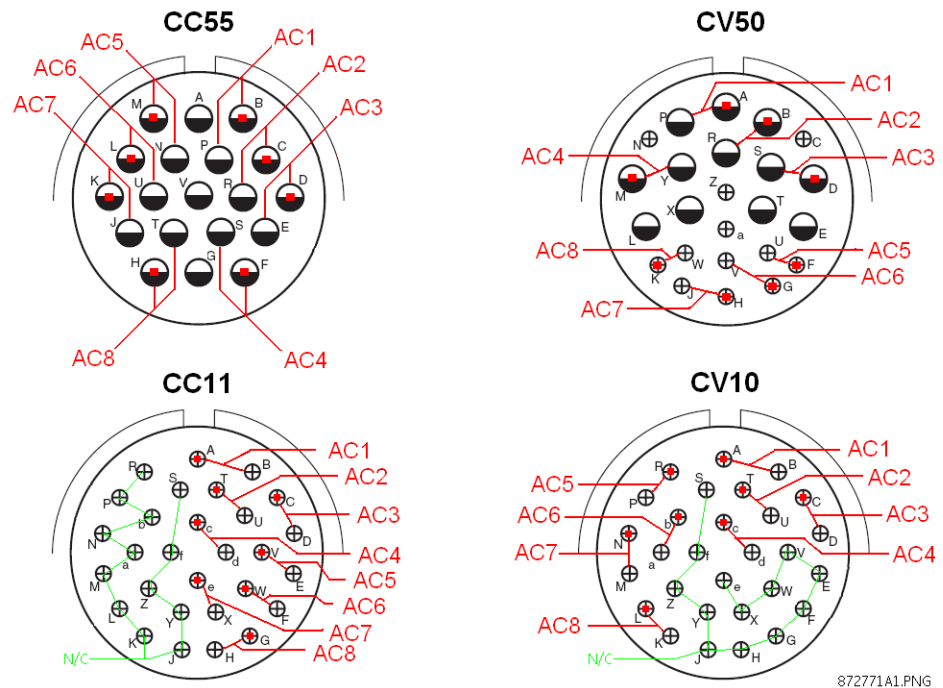 CC55
AC1
AC5
AC2
AC6
AC3
AC7
M A B
L N P C
K U V R D
J T S E
H G F
AC8
AC4
CV50
AC1
P A B
AC2
N R C
AC4
Y S
AC3
M Z D
X T
L a E
AC8
U
AC5
K W V F
AC6
J H G
AC7
CC11
AC1
R S A B
AC2
P T C
AC3
b U
N c D
AC4
a f d V
AC5
M E
Z e W
AC6
L Y X F
AC7
K G
AC8
N/C
J H
CV10
AC1
R S A B
AC2
AC5
P T C
AC3
AC6
b U
N c D
AC4
AC7
a f d V
M E
Z e W
L Y X F
AC8
K G
N/C
J H
872771A1.PNG